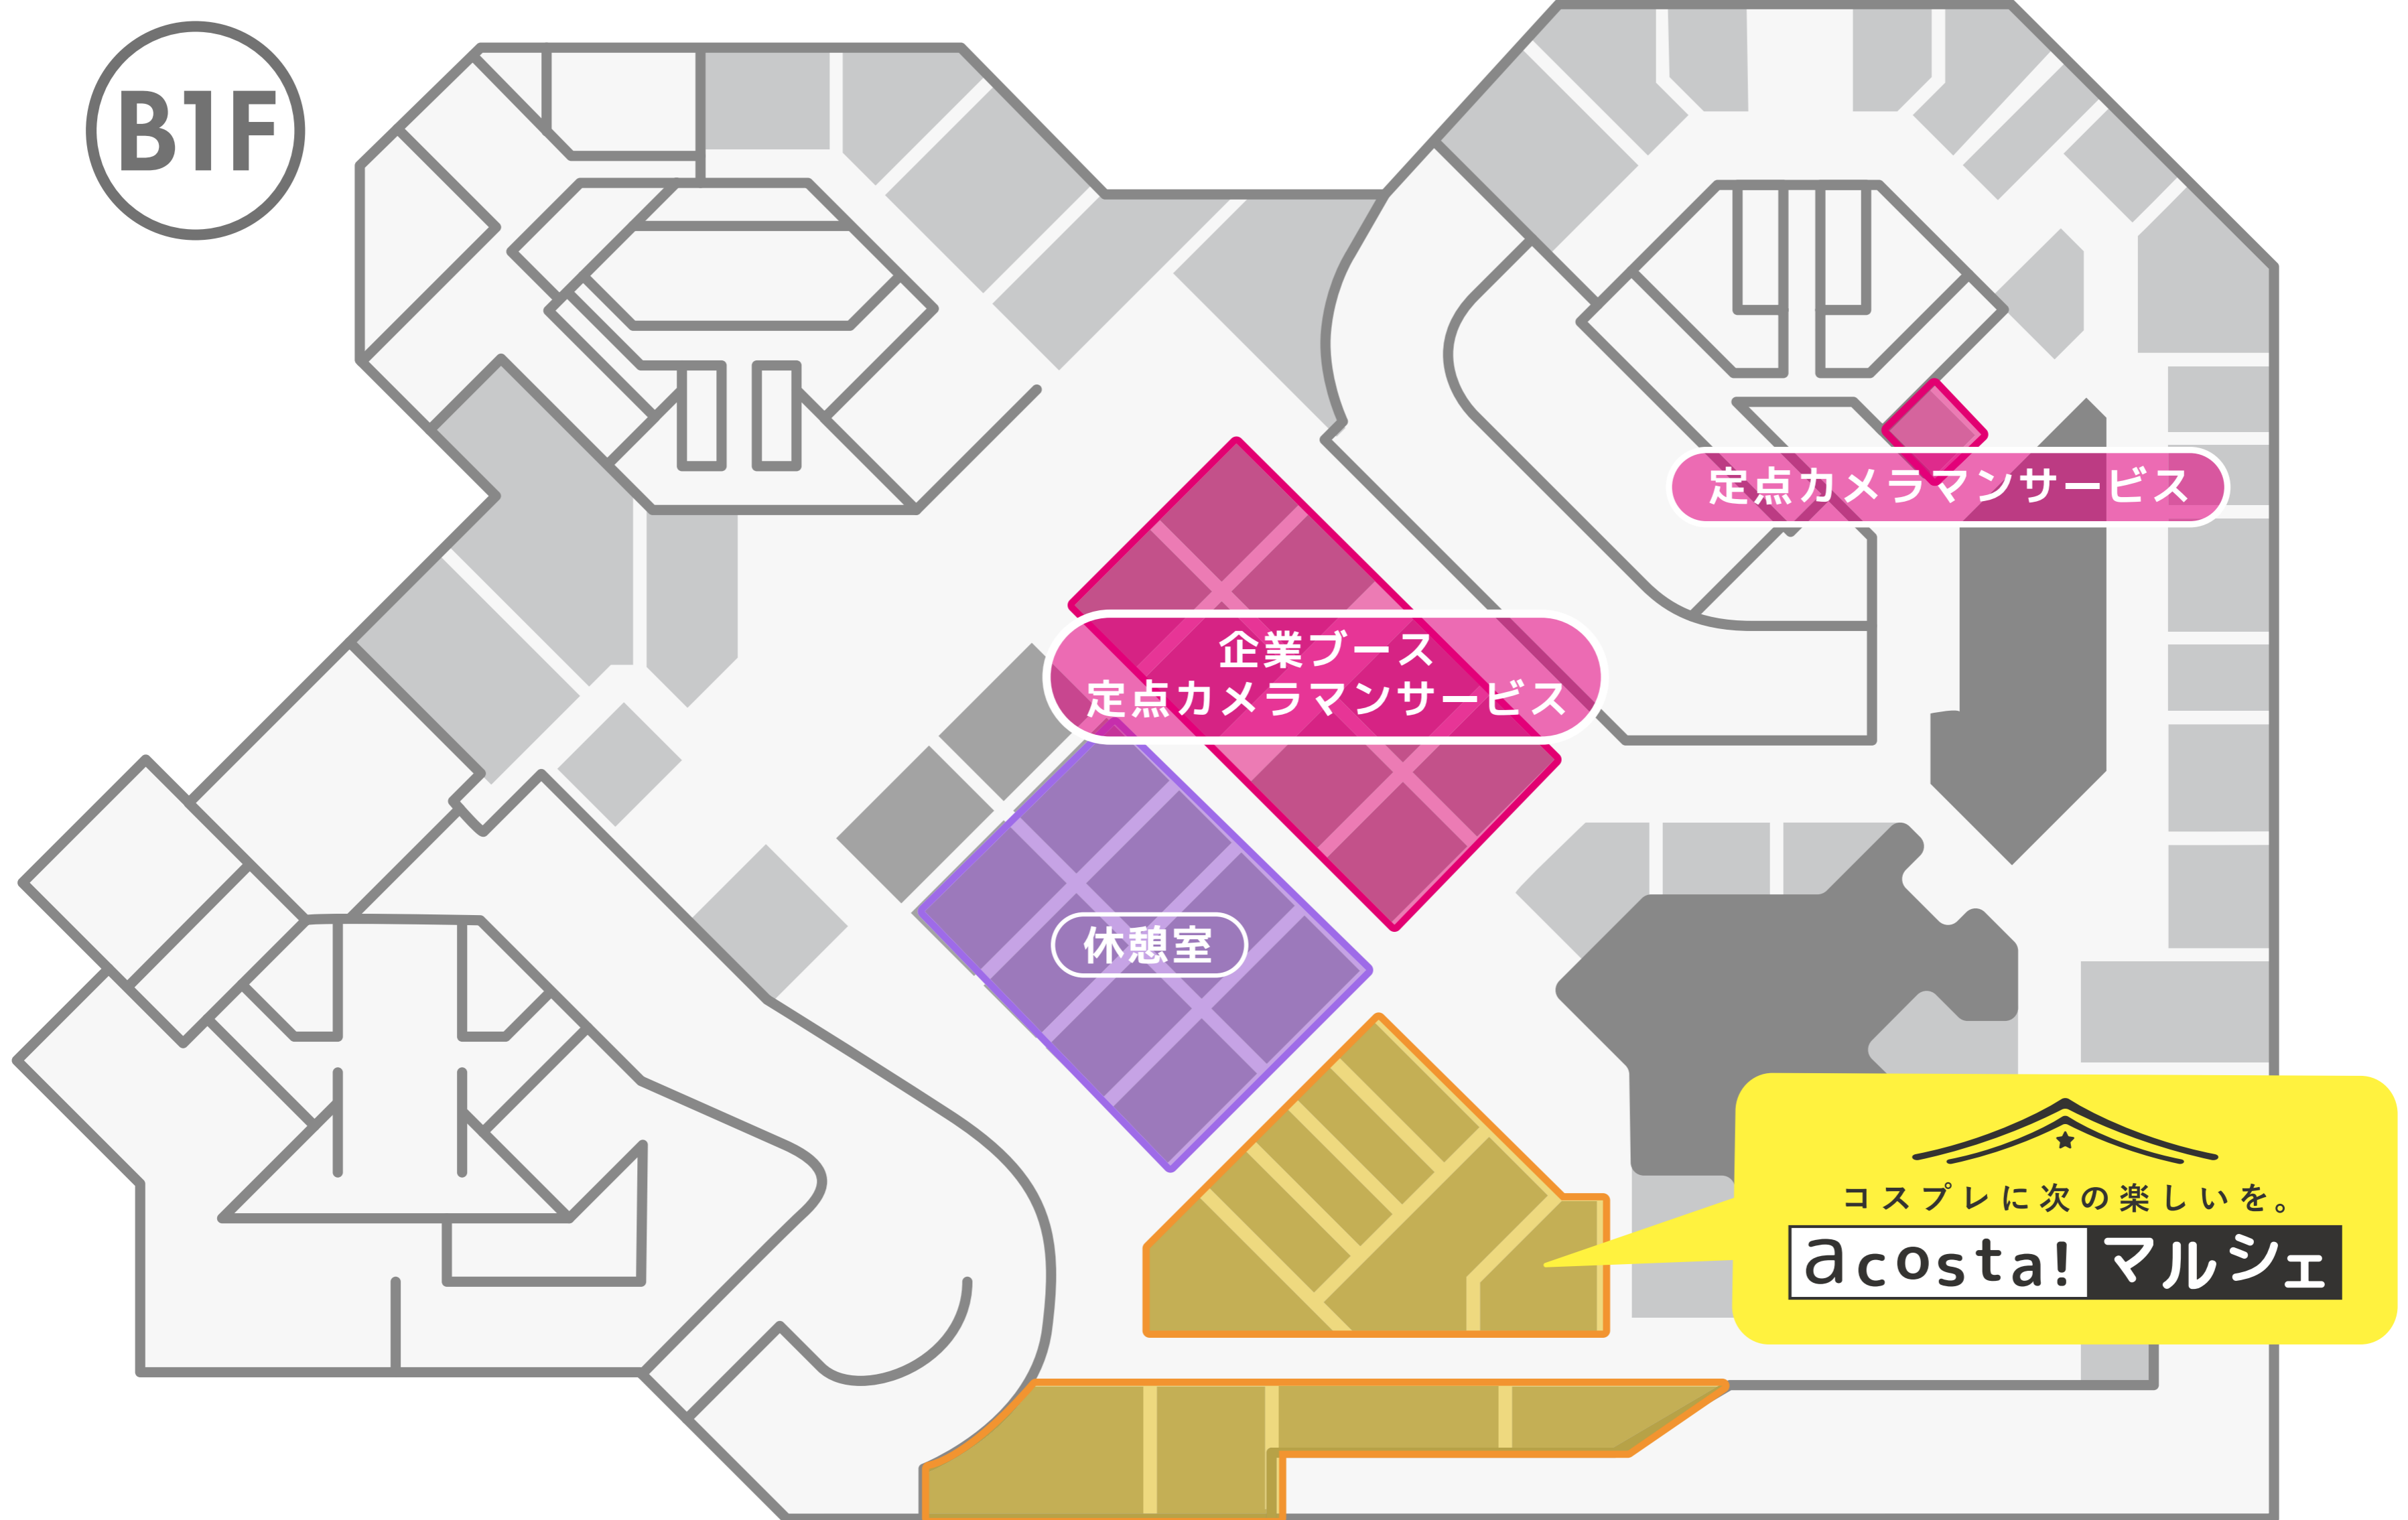 B1F
定点カメラマンサービス
企業ブース
定点カメラマンサービス
休憩室
コスプレに次の楽しいを。
acosta!マルシェ